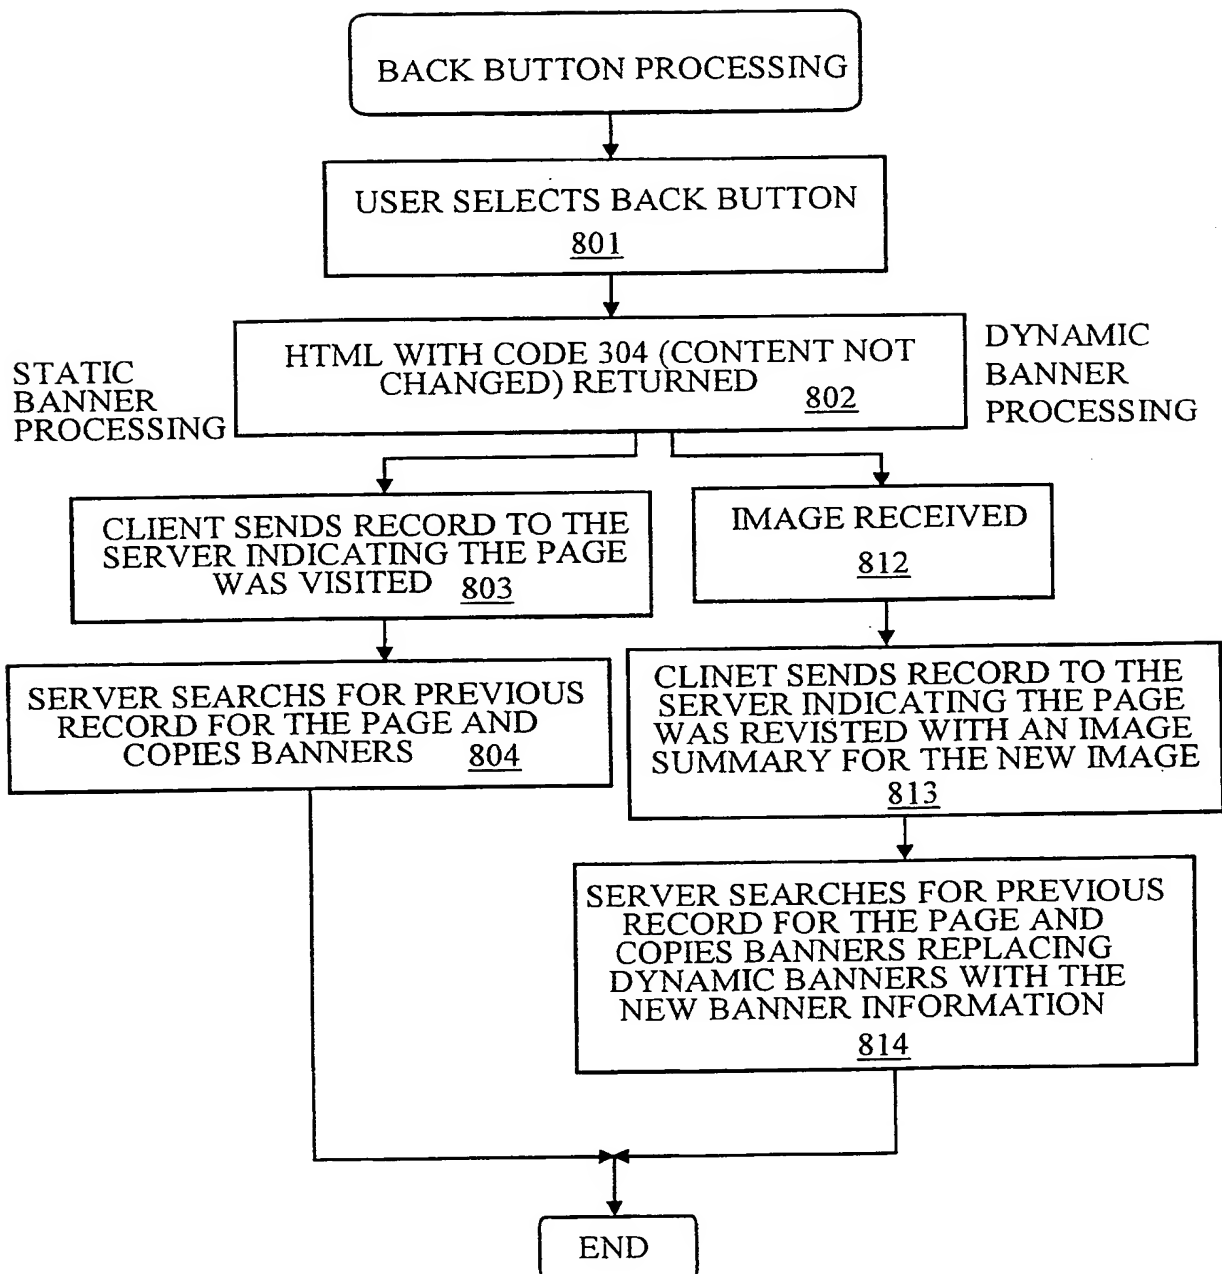 BACK BUTTON PROCESSING
USER SELECTS BACK BUTTON
801
HTML WITH CODE 304 (CONTENT NOT
CHANGED) RETURNED 802
STATIC
BANNER
PROCESSING
DYNAMIC
BANNER
PROCESSING
CLIENT SENDS RECORD TO THE
SERVER INDICATING THE PAGE
WAS VISITED 803
SERVER SEARCHS FOR PREVIOUS
RECORD FOR THE PAGE AND
COPIES BANNERS 804
IMAGE RECEIVED
812
CLINET SENDS RECORD TO THE
SERVER INDICATING THE PAGE
WAS REVISTED WITH AN IMAGE
SUMMARY FOR THE NEW IMAGE
813
SERVER SEARCHES FOR PREVIOUS
RECORD FOR THE PAGE AND
COPIES BANNERS REPLACING
DYNAMIC BANNERS WITH THE
NEW BANNER INFORMATION
814
END